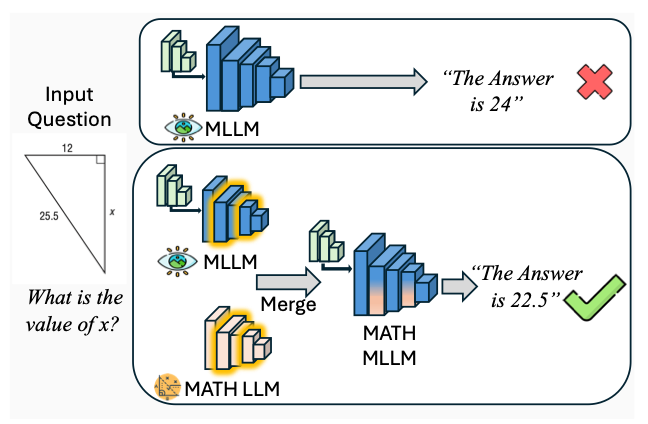 Input
Question
12
25.5
x
What is the
value of x?
MLLM
“The Answer
is 24”
MLLM
MATH LLM
Merge
MATH
MLLM
“The Answer
is 22.5”